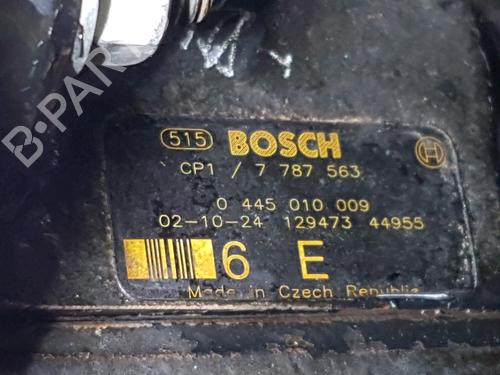 B-PARTS
515 BOSCH
CP1 / 7 787 563
0 445 010 009
02-10-24 129473 44955
6 E
Made in Czech Republic